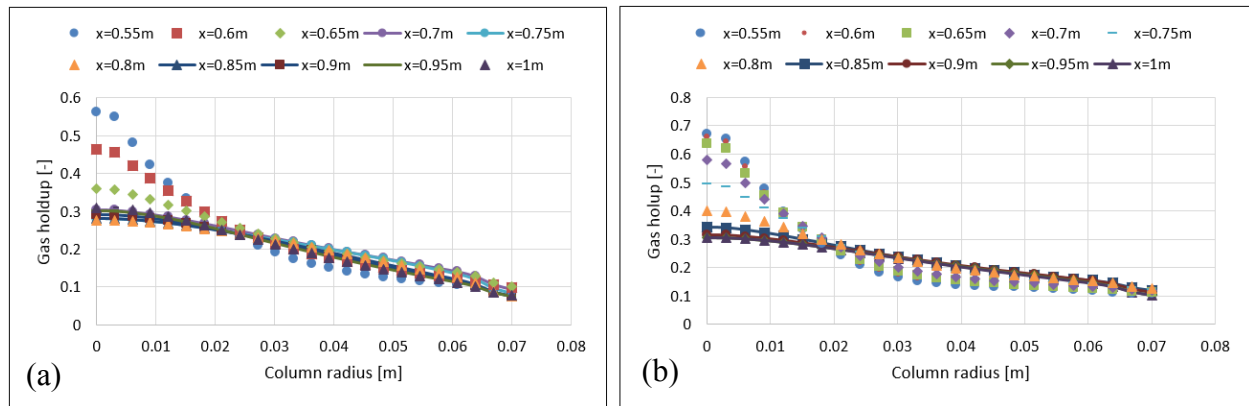 x=0.55m x=0.6m x=0.65m x=0.7m x=0.75m
x=0.8m x=0.85m x=0.9m x=0.95m x=1m
0.6
0.5
0.4
0.3
0.2
0.1
0
Gas holdup [-]
0 0.01 0.02 0.03 0.04 0.05 0.06 0.07 0.08
Column radius [m]
(a)
x=0.55m x=0.6m x=0.65m x=0.7m x=0.75m
x=0.8m x=0.85m x=0.9m x=0.95m x=1m
0.8
0.7
0.6
0.5
0.4
0.3
0.2
0.1
0
Gas holup [-]
0 0.01 0.02 0.03 0.04 0.05 0.06 0.07 0.08
Column radius [m]
(b)